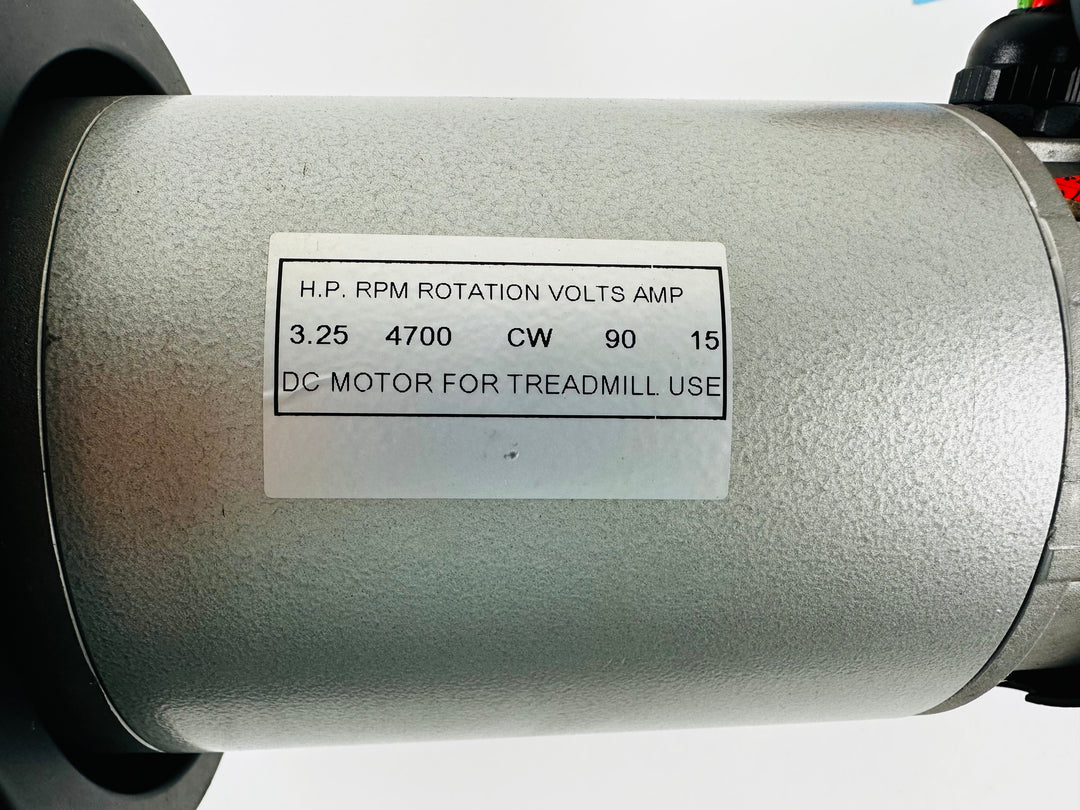 H.P. RPM ROTATION VOLTS AMP
3.25 4700 CW 90 15
DC MOTOR FOR TREADMILL USE